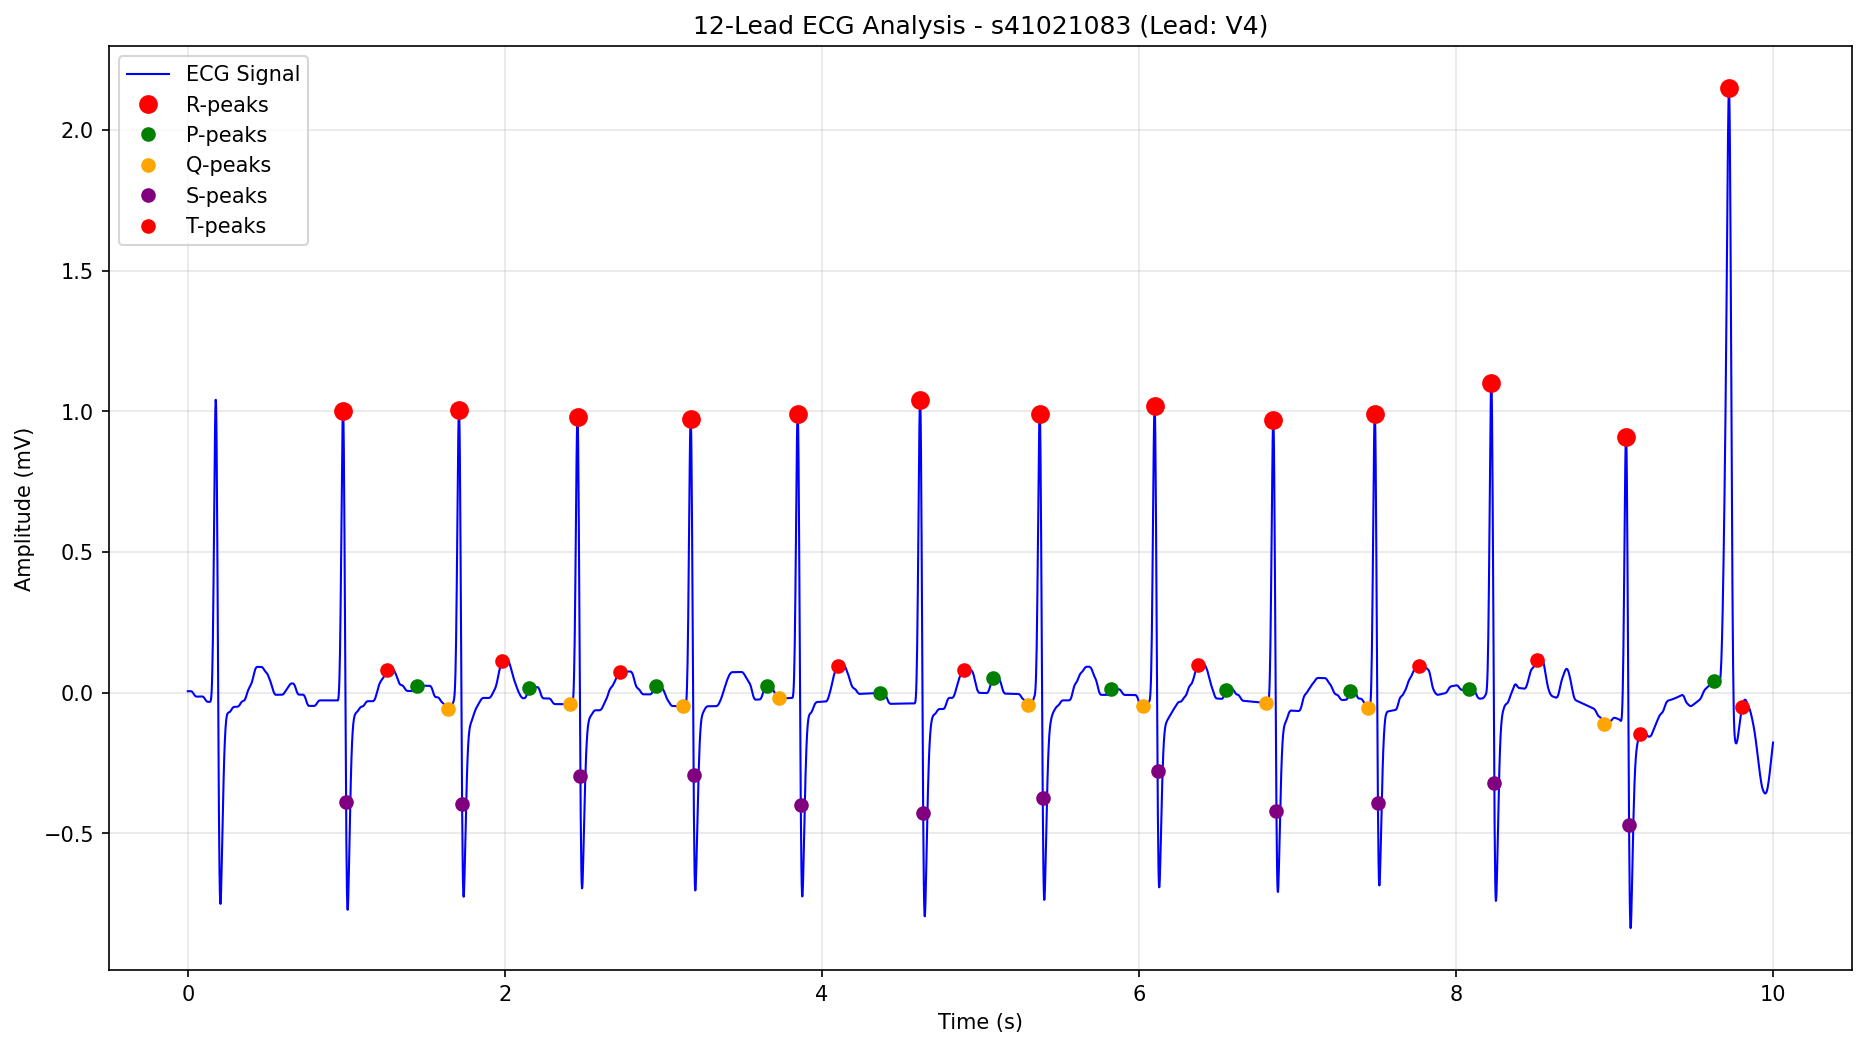 12-Lead ECG Analysis - s41021083 (Lead: V4)
ECG Signal
R-peaks
P-peaks
Q-peaks
S-peaks
T-peaks
Amplitude (mV)
2.0
1.5
1.0
0.5
0.0
−0.5
0 2 4 6 8 10
Time (s)